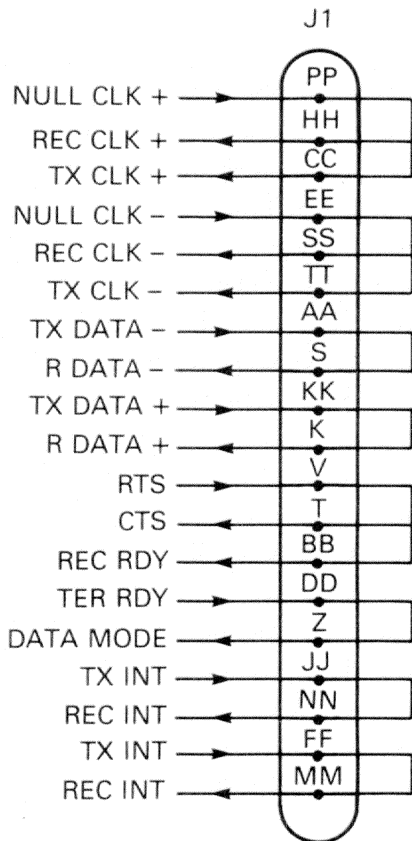 J1
PP
NULL CLK +
HH
REC CLK +
CC
TX CLK +
EE
NULL CLK −
SS
REC CLK −
TT
TX CLK −
AA
TX DATA −
S
R DATA −
KK
TX DATA +
K
R DATA +
V
RTS
T
CTS
BB
REC RDY
DD
TER RDY
Z
DATA MODE
JJ
TX INT
NN
REC INT
FF
TX INT
MM
REC INT